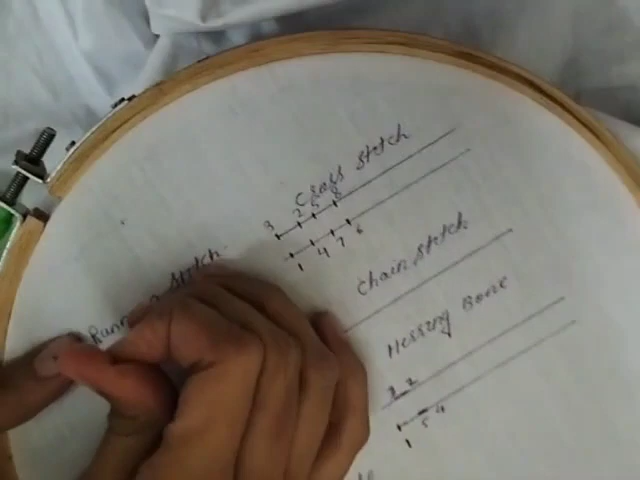 Cross stitch
3 2 5 8
1 4 7 6
Running Stitch
Chain stitch
Herring Bone
3 2
1 5 4